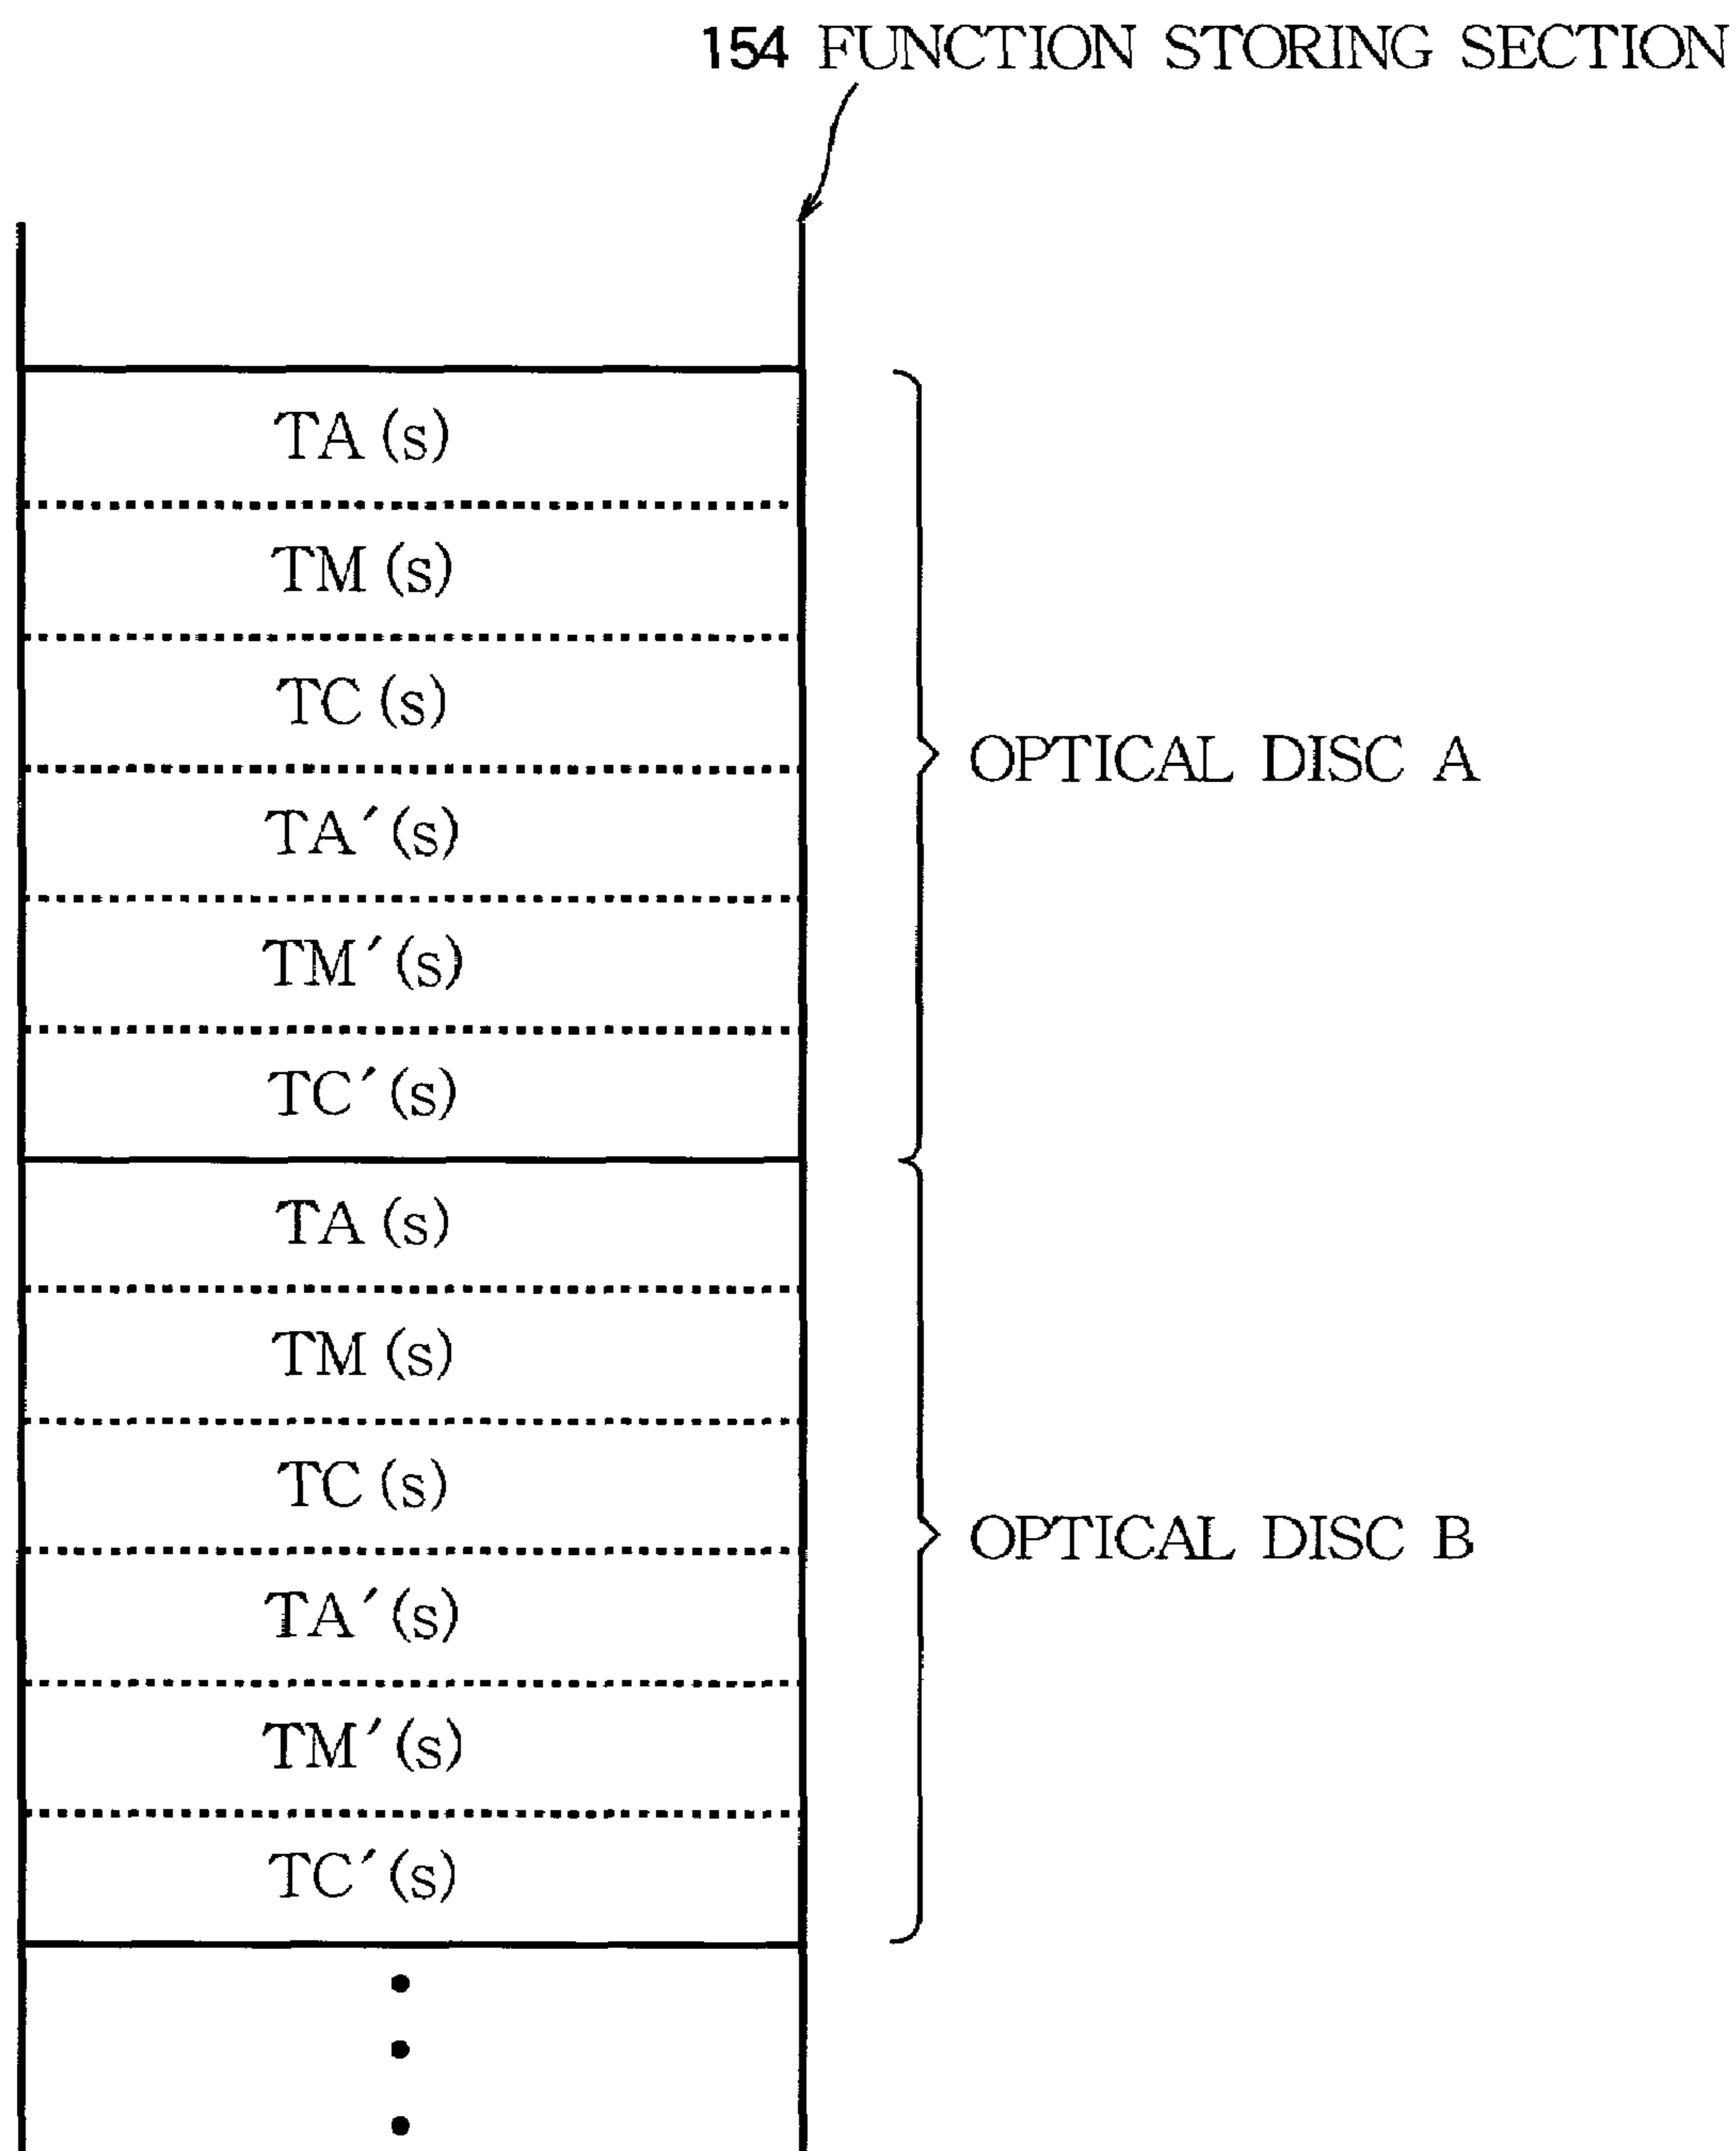 154 FUNCTION STORING SECTION
TA(s)
TM(s)
TC(s)
OPTICAL DISC A
TA′(s)
TM′(s)
TC′(s)
TA(s)
TM(s)
TC(s)
OPTICAL DISC B
TA′(s)
TM′(s)
TC′(s)